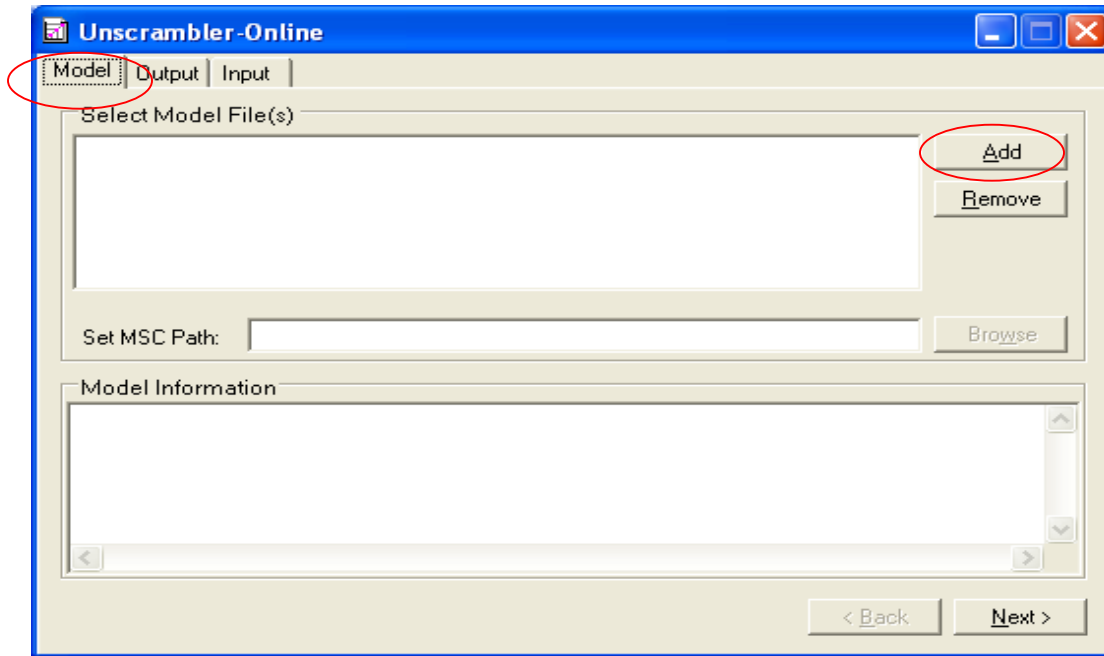 Unscrambler-Online
Model Output Input
Select Model File(s)
Add
Remove
Set MSC Path:
Browse
Model Information
< Back Next >